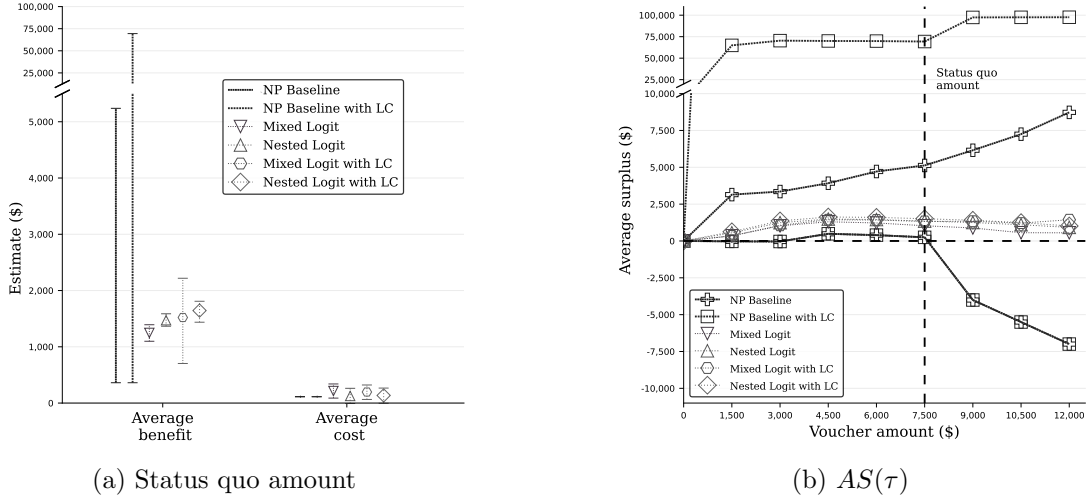 100,000
75,000
50,000
25,000
5,000
4,000
3,000
2,000
1,000
0
Estimate ($)
NP Baseline
NP Baseline with LC
Mixed Logit
Nested Logit
Mixed Logit with LC
Nested Logit with LC
Average
benefit
Average
cost
(a) Status quo amount
100,000
75,000
50,000
25,000
10,000
7,500
5,000
2,500
0
-2,500
-5,000
-7,500
-10,000
Average surplus ($)
Status quo
amount
NP Baseline
NP Baseline with LC
Mixed Logit
Nested Logit
Mixed Logit with LC
Nested Logit with LC
0 1,500 3,000 4,500 6,000 7,500 9,000 10,500 12,000
Voucher amount ($)
(b) AS(τ)